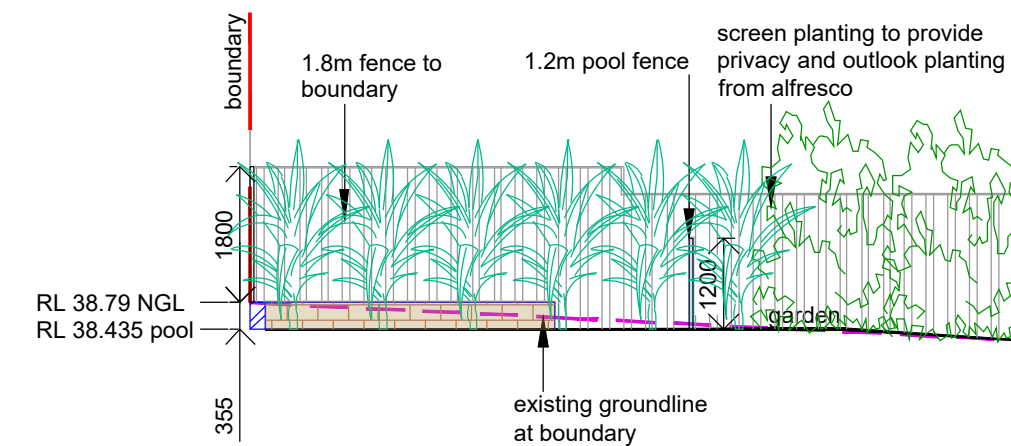 boundary
1.8m fence to
boundary
1.2m pool fence
screen planting to provide
privacy and outlook planting
from alfresco
1800
1200
RL 38.79 NGL
RL 38.435 pool
garden
355
existing groundline
at boundary